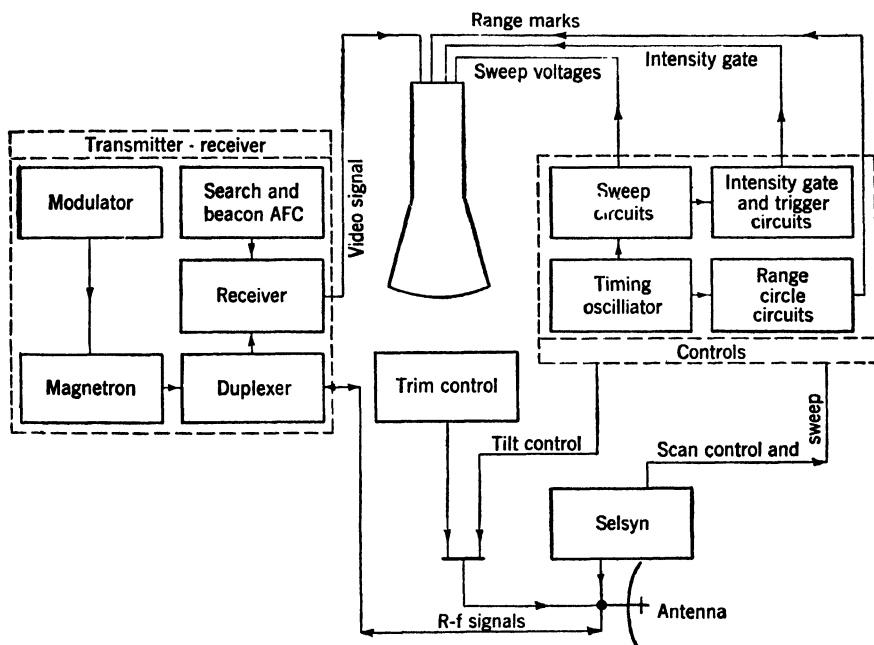 Range marks
Intensity gate
Sweep voltages
Transmitter - receiver
Modulator
Search and
beacon AFC
Video signal
Receiver
Magnetron
Duplexer
Sweep
circuits
Intensity gate
and trigger
circuits
Timing
oscilliator
Range
circle
circuits
Controls
Trim control
Tilt control
Scan control and
sweep
Selsyn
Antenna
R-f signals